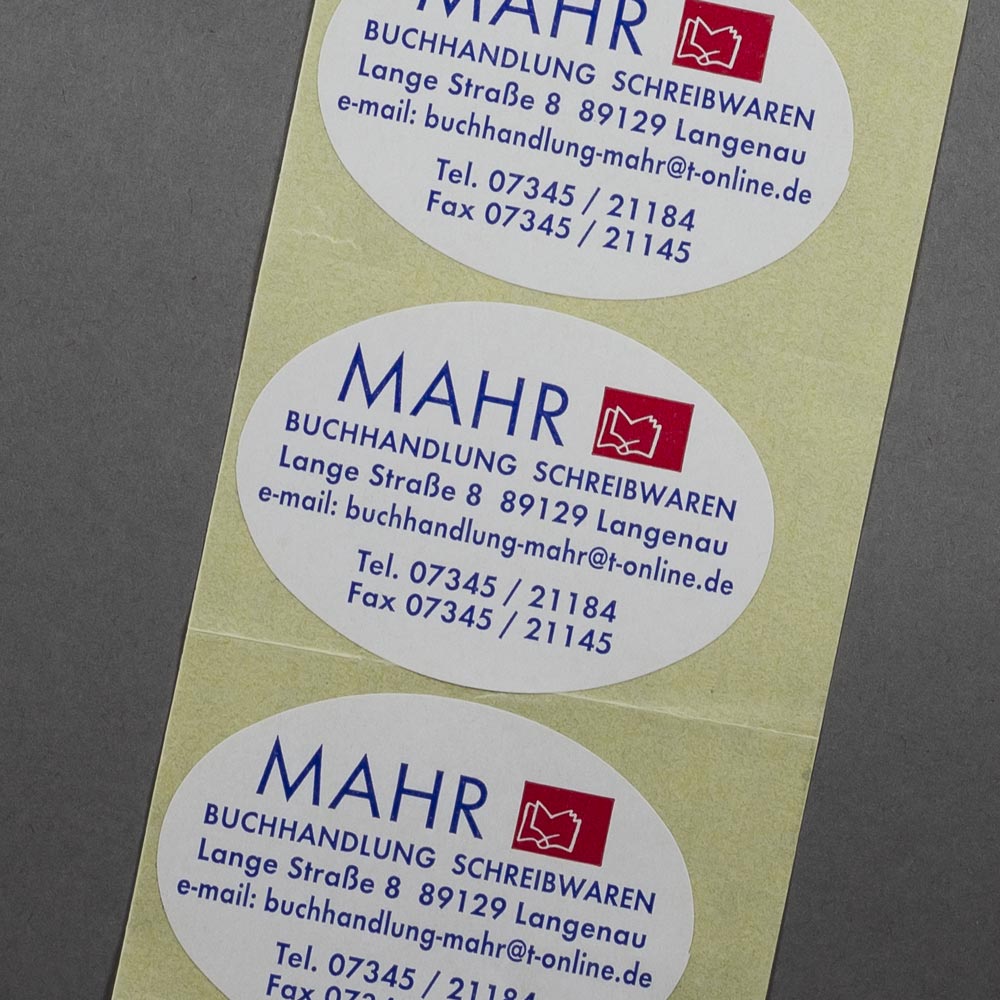 MAHR
BUCHHANDLUNG SCHREIBWAREN
Lange Straße 8 89129 Langenau
e-mail: buchhandlung-mahr@t-online.de
Tel. 07345 / 21184
Fax 07345 / 21145
MAHR
BUCHHANDLUNG SCHREIBWAREN
Lange Straße 8 89129 Langenau
e-mail: buchhandlung-mahr@t-online.de
Tel. 07345 / 21184
Fax 07345 / 21145
MAHR
BUCHHANDLUNG SCHREIBWAREN
Lange Straße 8 89129 Langenau
e-mail: buchhandlung-mahr@t-online.de
Tel. 07345 / 21184
Fax